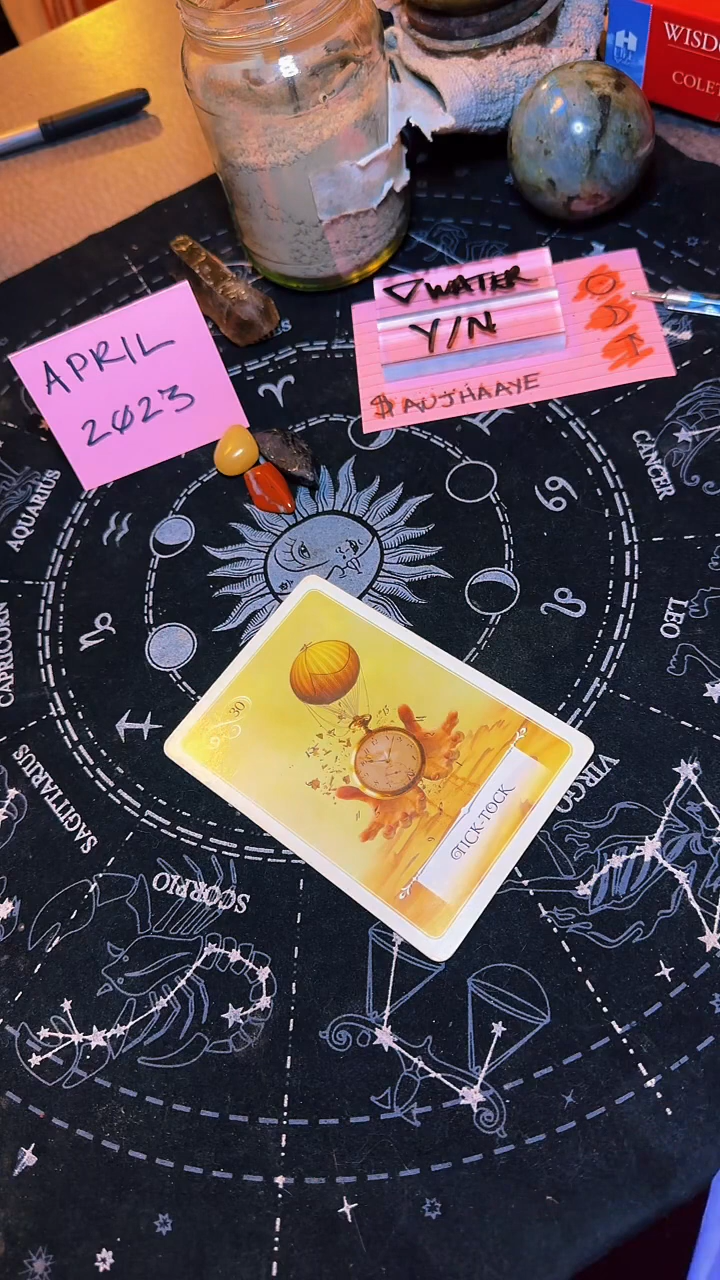 WISDO
COLET
▽ WATER
Y/N
$AUJHAAYE
APRIL
2023
30
TICK-TOCK
AQUARIUS
CANCER
CAPRICORN
LEO
SAGITTARIUS
VIRGO
SCORPIO